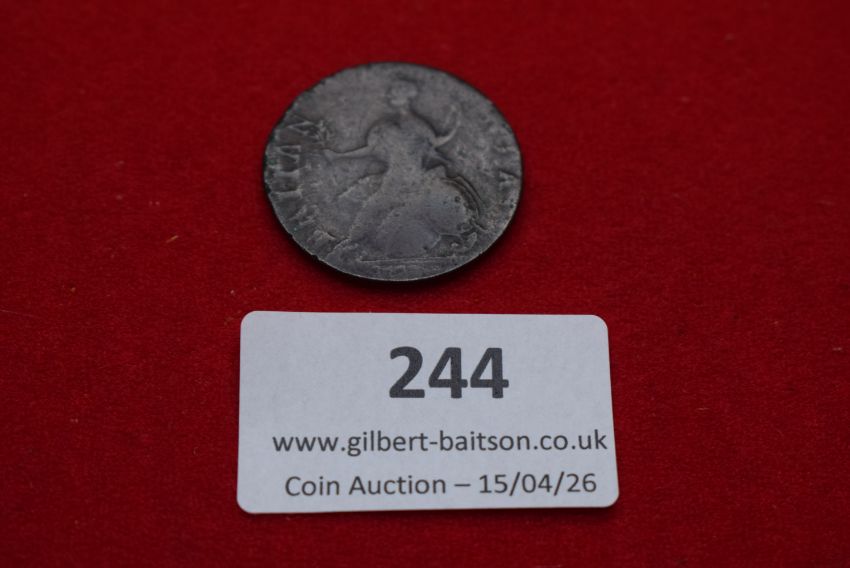 244
www.gilbert-baitson.co.uk
Coin Auction – 15/04/26